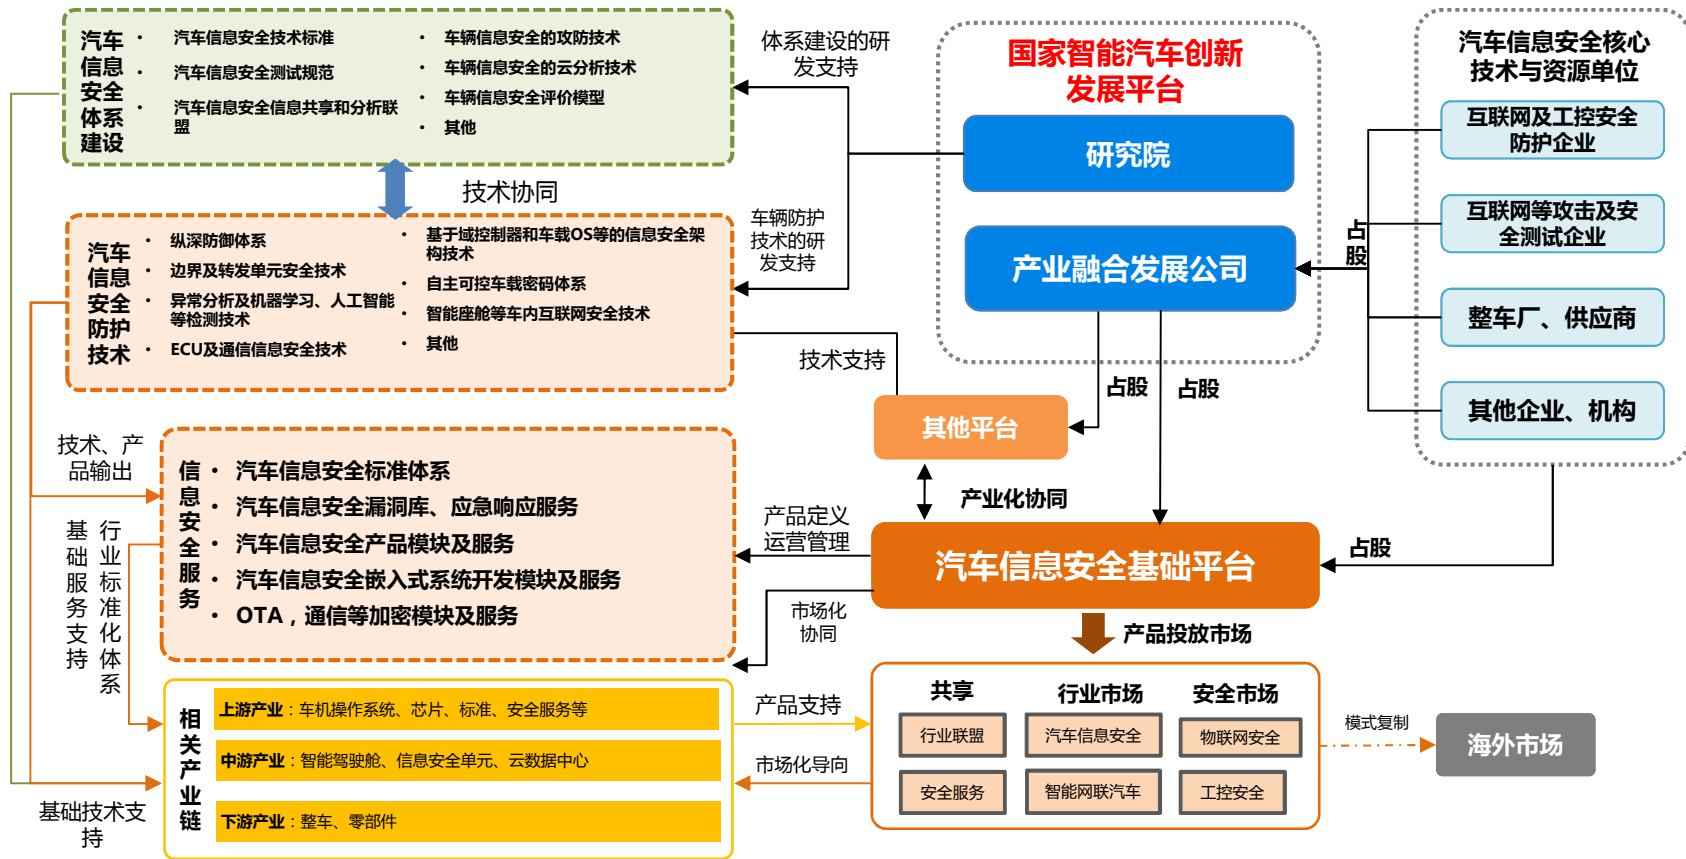 汽车
信息
安全
体系
建设
• 汽车信息安全技术标准
• 汽车信息安全测试规范
• 汽车信息安全信息共享和分析联
盟
• 车辆信息安全的攻防技术
• 车辆信息安全的云分析技术
• 车辆信息安全评价模型
• 其他
体系建设的研
发支持
国家智能汽车创新
发展平台
研究院
产业融合发展公司
汽车信息安全核心
技术与资源单位
互联网及工控安全
防护企业
互联网等攻击及安
全测试企业
整车厂、供应商
其他企业、机构
占
股
技术协同
汽车
信息
安全
防护
技术
• 纵深防御体系
• 边界及转发单元安全技术
• 异常分析及机器学习、人工智能
等检测技术
• ECU及通信信息安全技术
• 基于域控制器和车载OS等的信息安全架
构技术
• 自主可控车载密码体系
• 智能座舱等车内互联网安全技术
• 其他
车辆防护
技术的研
发支持
技术支持
占股
占股
其他平台
产业化协同
汽车信息安全基础平台
占股
技术、产
品输出
信
息
安
全
服
务
• 汽车信息安全标准体系
• 汽车信息安全漏洞库、应急响应服务
• 汽车信息安全产品模块及服务
• 汽车信息安全嵌入式系统开发模块及服务
• OTA，通信等加密模块及服务
产品定义
运营管理
市场化
协同
产品投放市场
基础服务支持
行业标准化体系
基础技术支
持
相
关
产
业
链
上游产业：车机操作系统、芯片、标准、安全服务等
中游产业：智能驾驶舱、信息安全单元、云数据中心
下游产业：整车、零部件
产品支持
市场化导向
共享
行业市场
安全市场
行业联盟
汽车信息安全
物联网安全
安全服务
智能网联汽车
工控安全
模式复制
海外市场